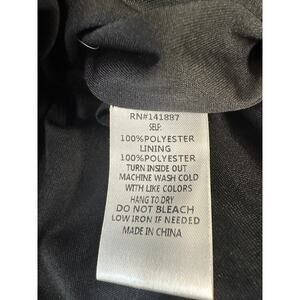 RN#141887
SELF:
100%POLYESTER
LINING
100%POLYESTER
TURN INSIDE OUT
MACHINE WASH COLD
WITH LIKE COLORS
HANG TO DRY
DO NOT BLEACH
LOW IRON IF NEEDED
MADE IN CHINA